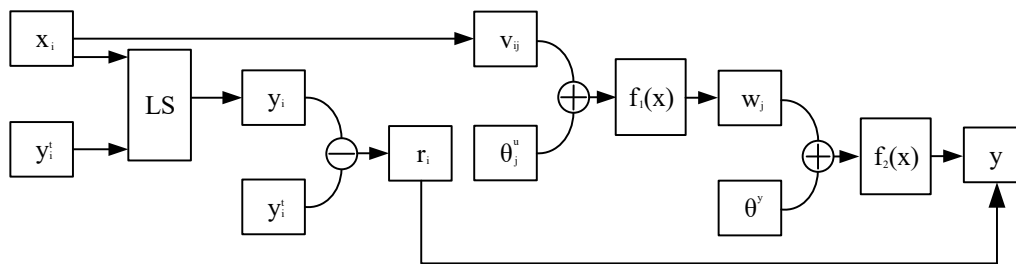 xᵢ
yᵢᵗ
LS
yᵢ
yᵢᵗ
rᵢ
vᵢⱼ
θⱼᵘ
f₁(x)
wⱼ
θʸ
f₂(x)
y